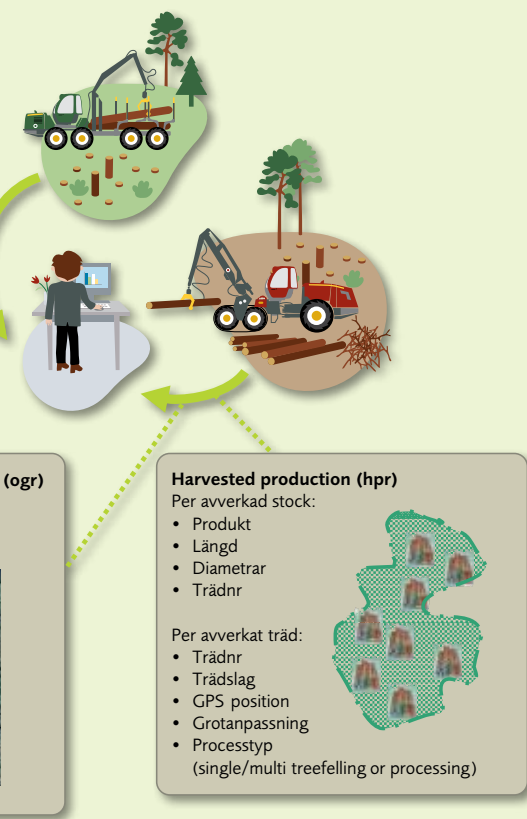 (ogr)
Harvested production (hpr)
Per avverkad stock:
• Produkt
• Längd
• Diametrar
• Trädnr
Per avverkat träd:
• Trädnr
• Trädslag
• GPS position
• Grotanpassning
• Processtyp
(single/multi treefelling or processing)